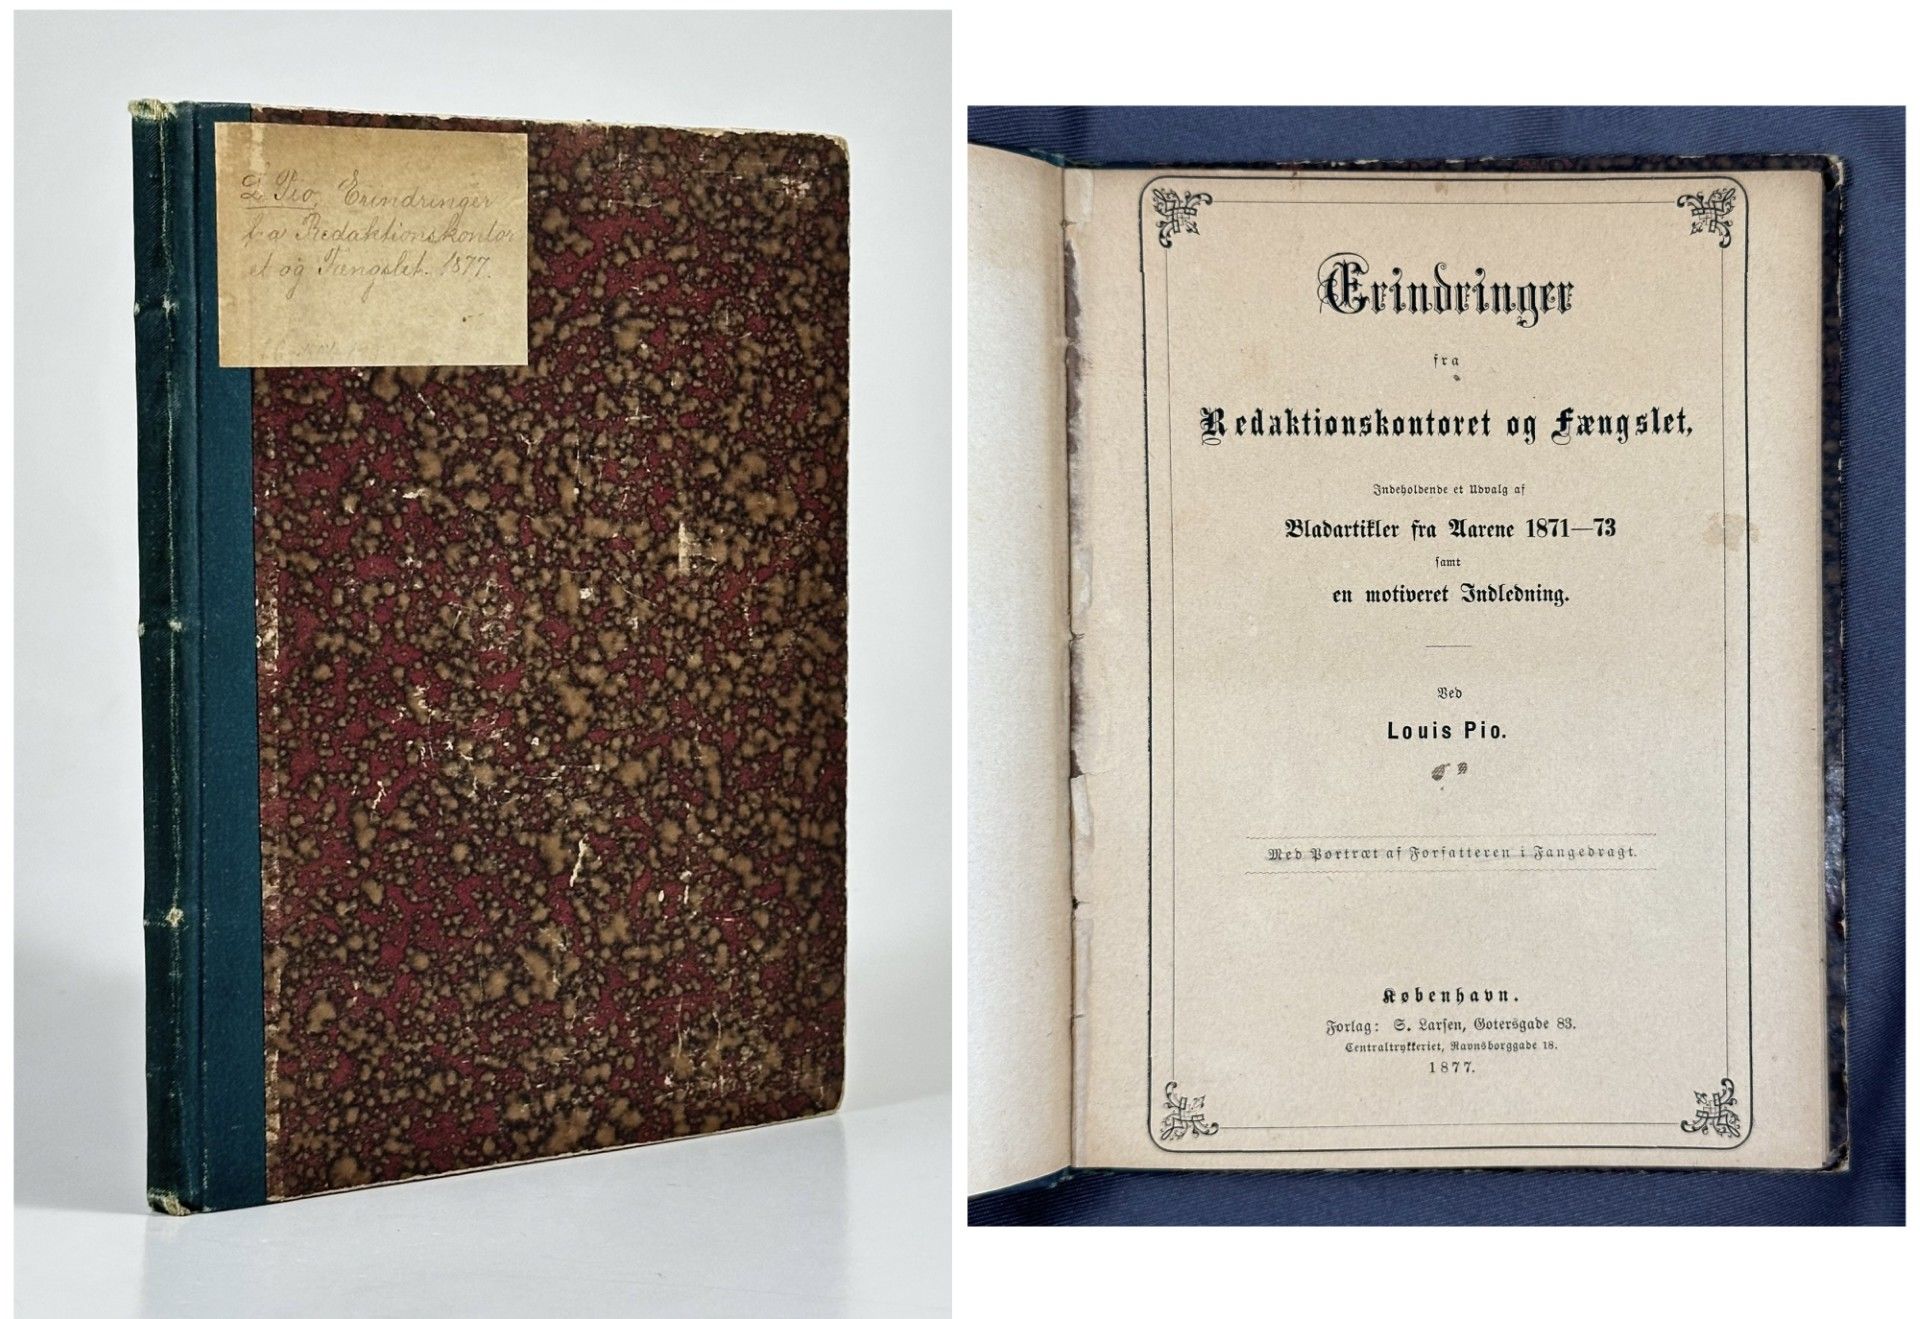 L. Pio, Erindringer
fra Redaktionskontor
et og Fængslet. 1877.
Erindringer
fra
Redaktionskontoret og Fængslet,
Indeholdende et Udvalg af
Bladartikler fra Aarene 1871—73
samt
en motiveret Indledning.
Ved
Louis Pio.
Med Portræt af Forfatteren i Fangedragt.
København.
Forlag: S. Larsen, Gotersgade 83.
Centraltrykkeriet, Ravnsborggade 18.
1877.